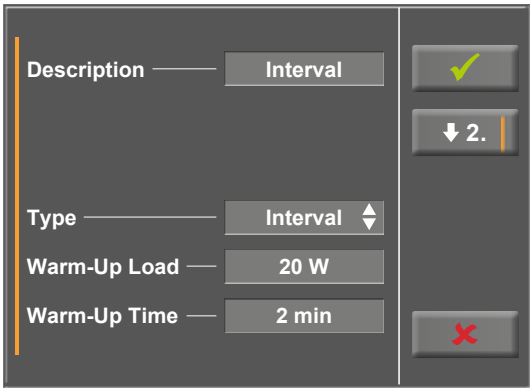 Description Interval
2.
Type Interval
Warm-Up Load 20 W
Warm-Up Time 2 min